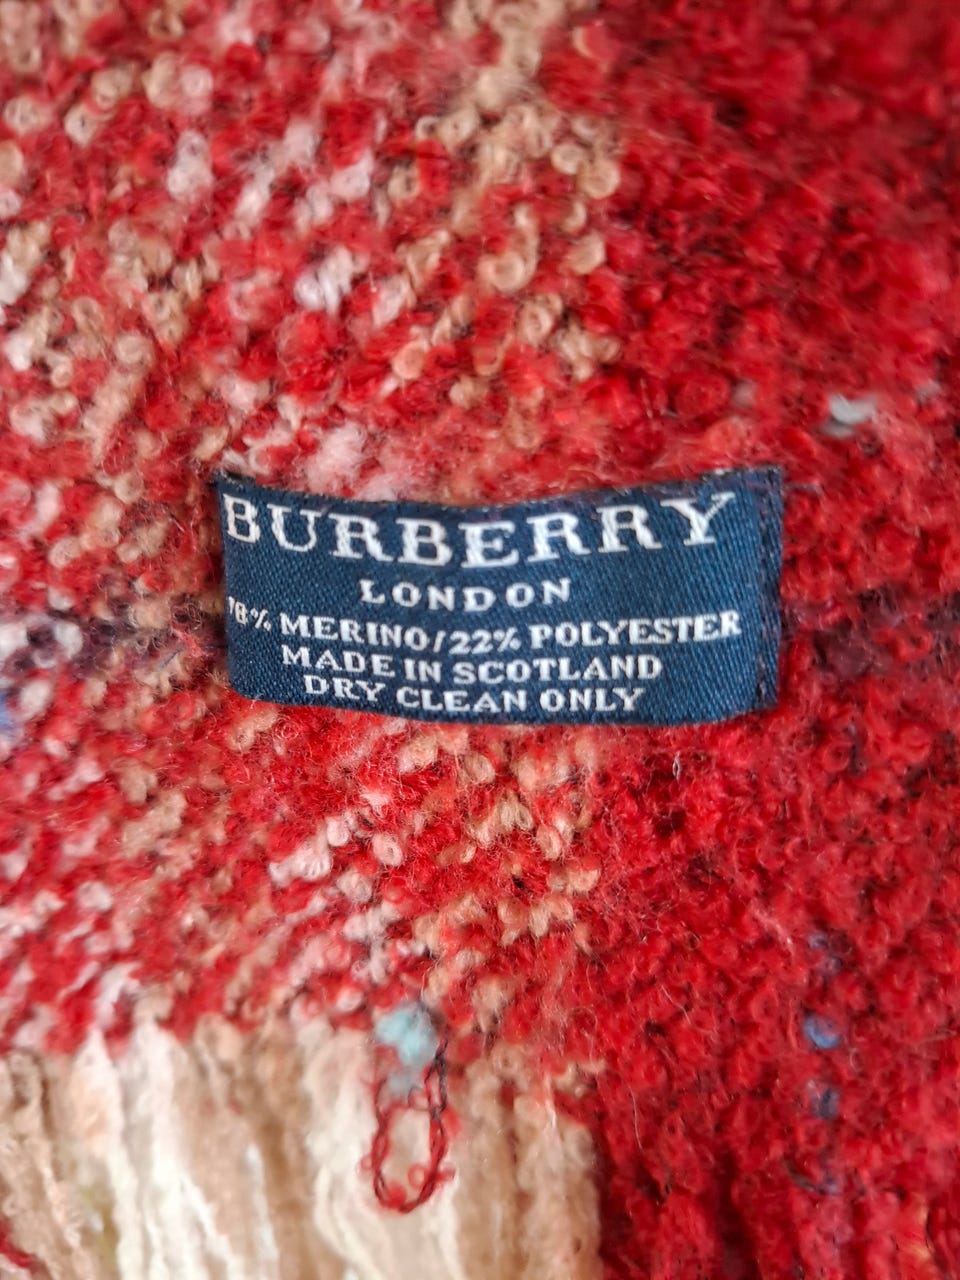 BURBERRY
LONDON
78% MERINO/22% POLYESTER
MADE IN SCOTLAND
DRY CLEAN ONLY